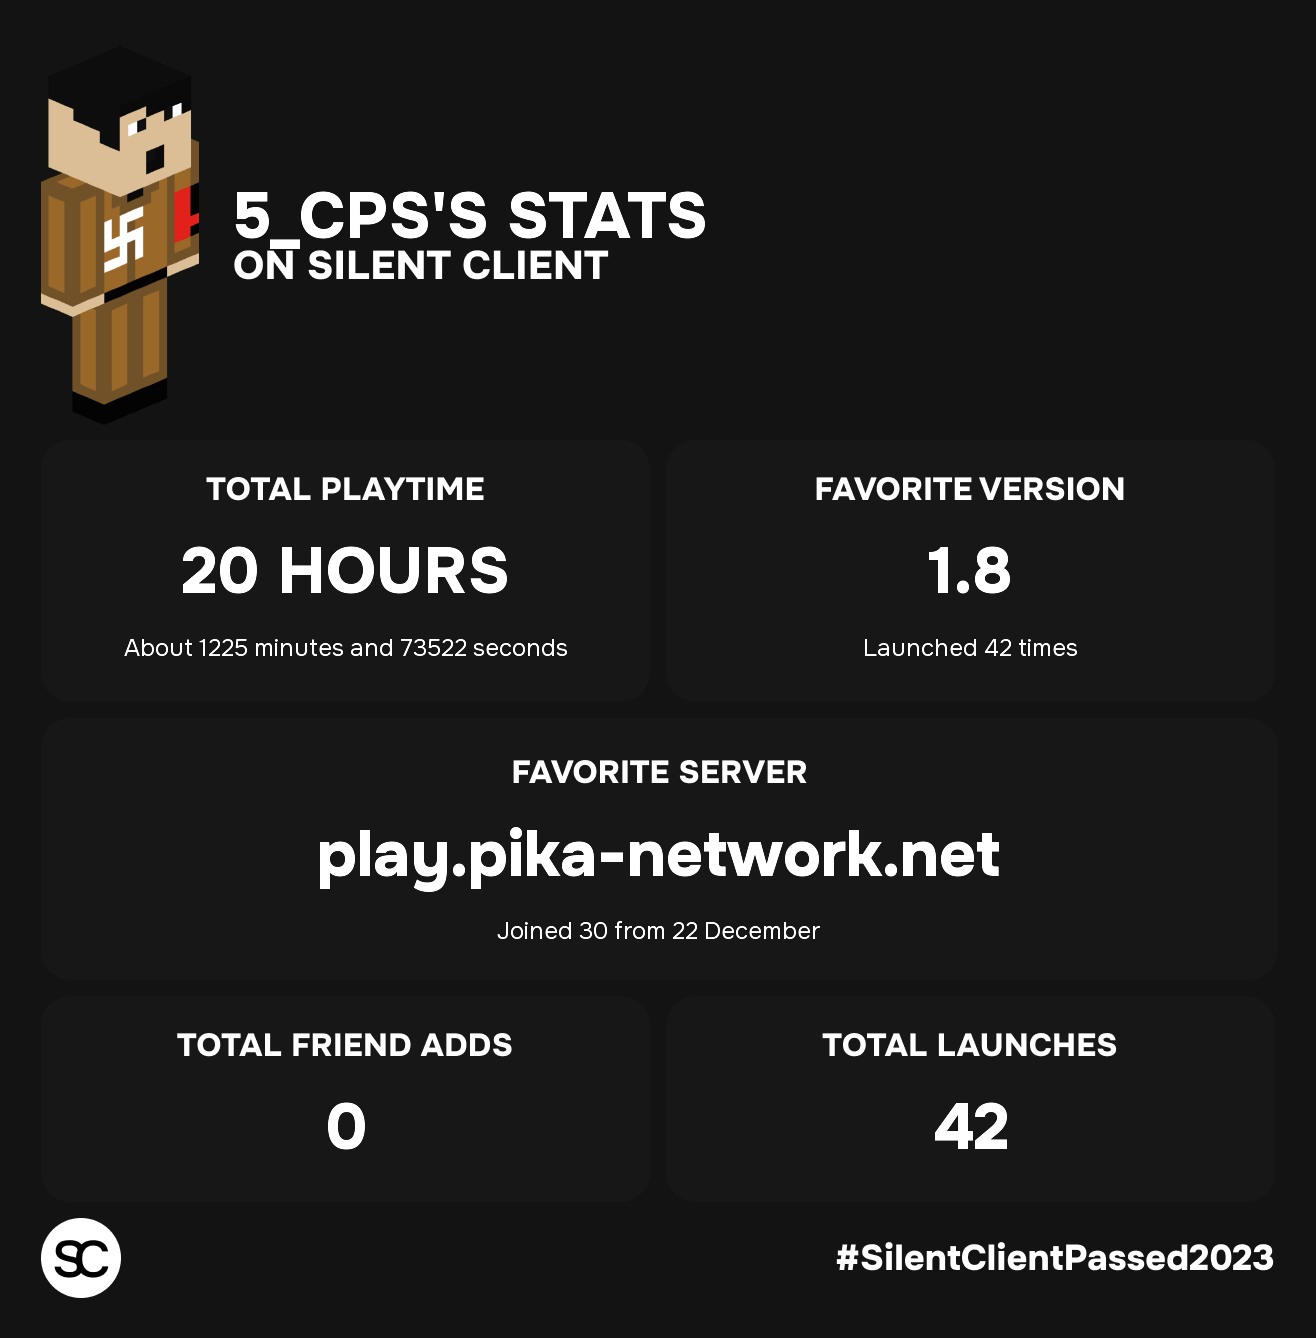 5_CPS'S STATS
ON SILENT CLIENT
TOTAL PLAYTIME
20 HOURS
About 1225 minutes and 73522 seconds
FAVORITE VERSION
1.8
Launched 42 times
FAVORITE SERVER
play.pika-network.net
Joined 30 from 22 December
TOTAL FRIEND ADDS
0
TOTAL LAUNCHES
42
SC
#SilentClientPassed2023